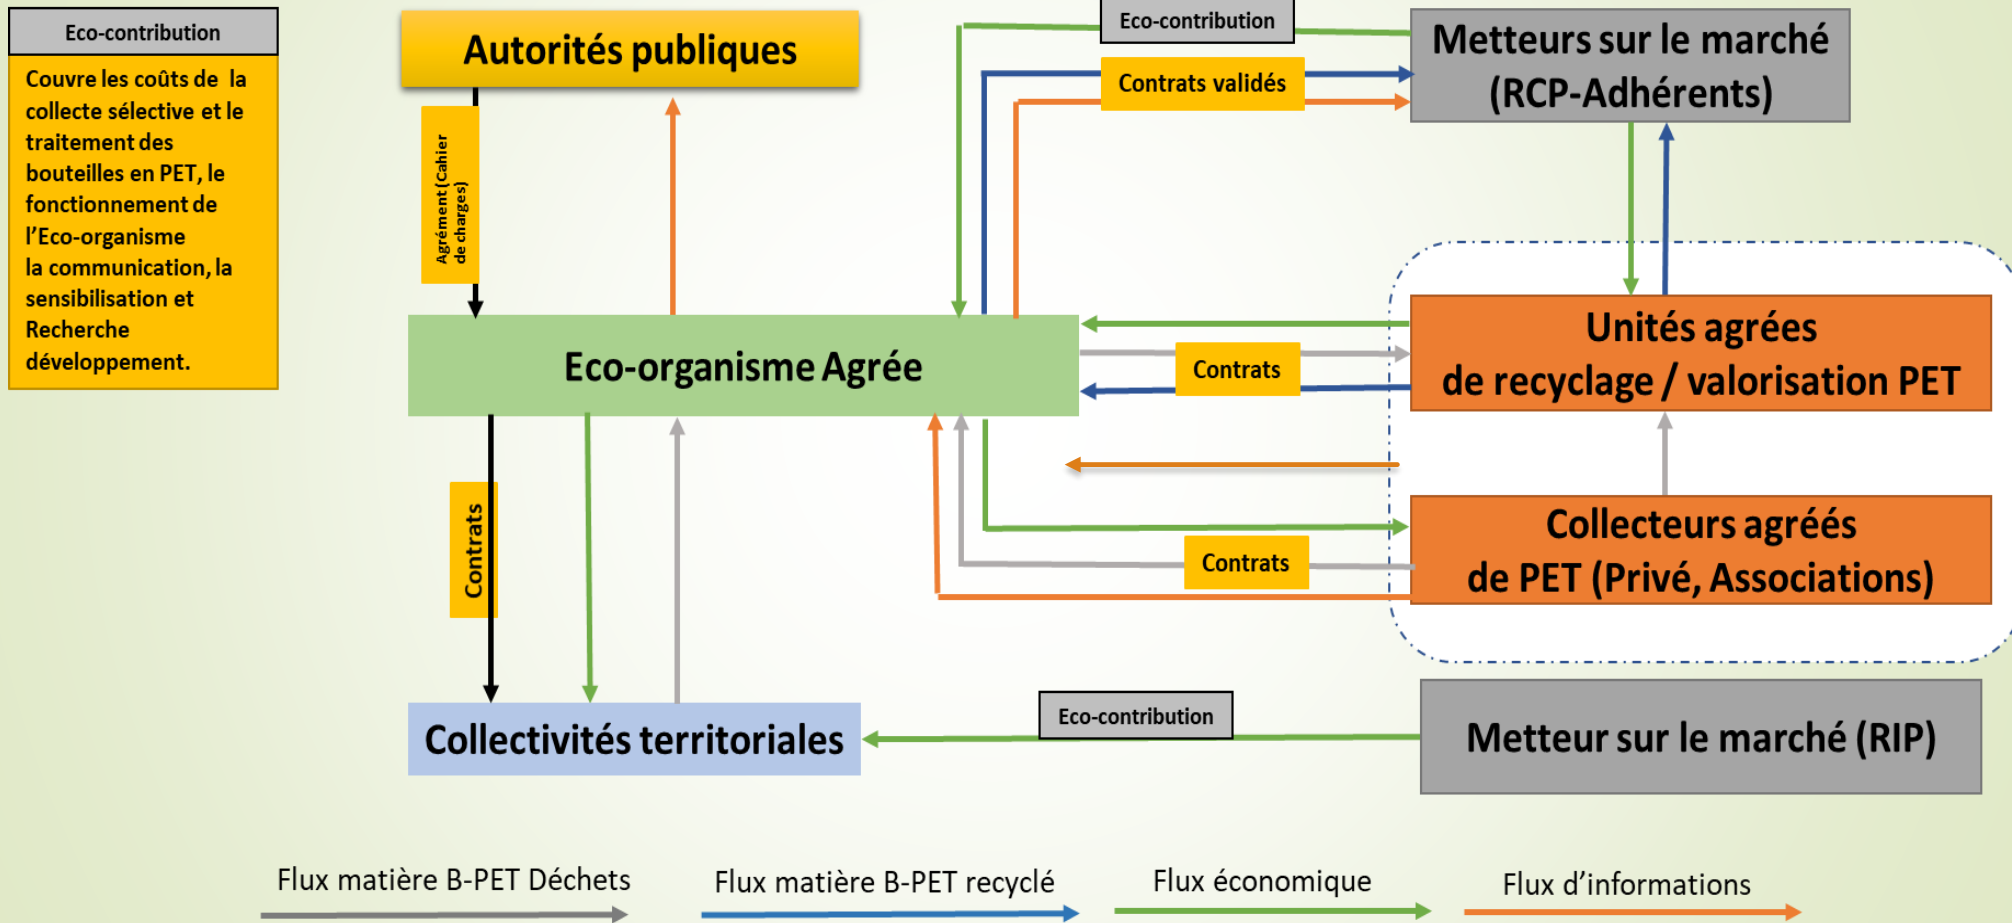 Eco-contribution
Couvre les coûts de la
collecte sélective et le
traitement des
bouteilles en PET, le
fonctionnement de
l'Eco-organisme
la communication, la
sensibilisation et
Recherche
développement.
Autorités publiques
Eco-contribution
Contrats validés
Metteurs sur le marché
(RCP-Adhérents)
Agrément (Cahier
de charges)
Eco-organisme Agrée
Contrats
Unités agrées
de recyclage / valorisation PET
Contrats
Contrats
Collecteurs agréés
de PET (Privé, Associations)
Collectivités territoriales
Eco-contribution
Metteur sur le marché (RIP)
Flux matière B-PET Déchets
Flux matière B-PET recyclé
Flux économique
Flux d'informations